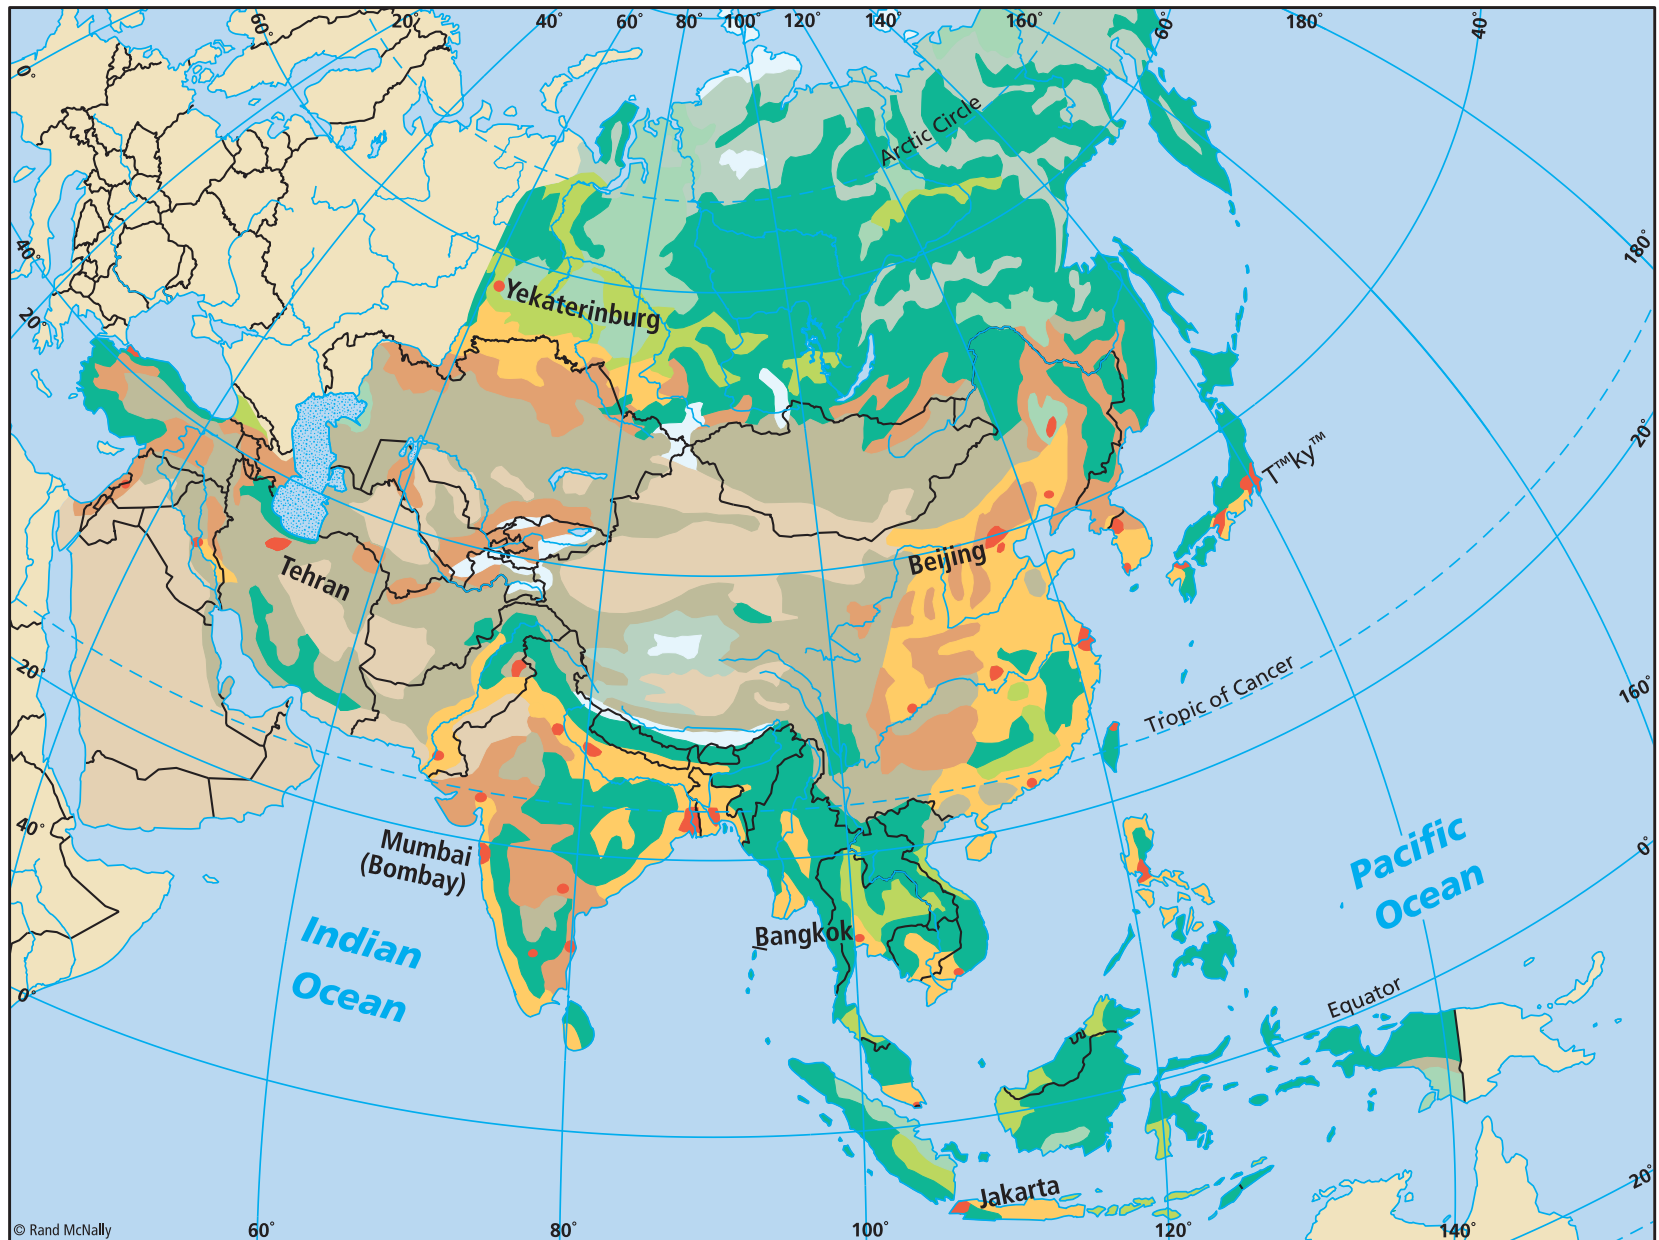 60°
20°
40°
60°
80°
100°
120°
140°
160°
60°
180°
40°
0°
Arctic Circle
40°
180°
Yekaterinburg
20°
20°
T™ky™
Beijing
Tehran
20°
Tropic of Cancer
160°
40°
Mumbai
(Bombay)
Pacific
Ocean
0°
Bangkok
Indian
Ocean
0°
Equator
20°
Jakarta
© Rand McNally
60°
80°
100°
120°
140°